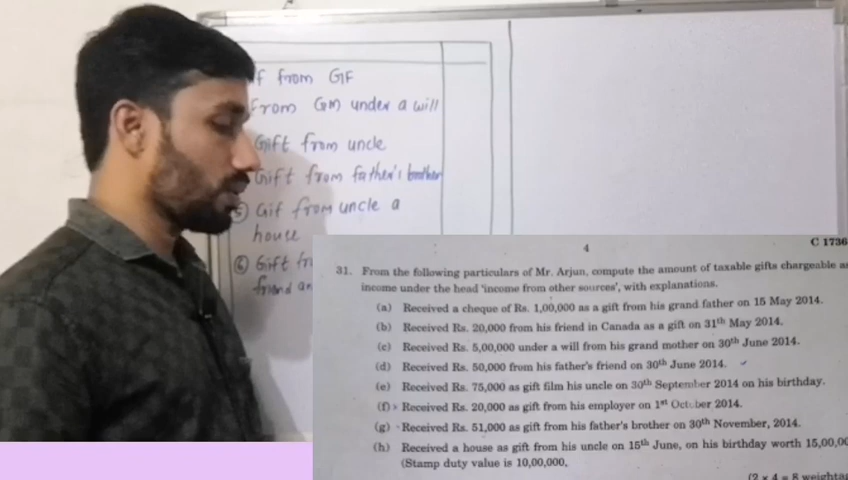 f from GF
from GM under a will
Gift from uncle
Gift from father's brother
⑤ Gif from uncle a
house
⑥ Gift fr
friend an
4
C 1736
31. From the following particulars of Mr. Arjun, compute the amount of taxable gifts chargeable as
income under the head 'income from other sources', with explanations.
(a) Received a cheque of Rs. 1,00,000 as a gift from his grand father on 15 May 2014.
(b) Received Rs. 20,000 from his friend in Canada as a gift on 31th May 2014.
(c) Received Rs. 5,00,000 under a will from his grand mother on 30th June 2014.
(d) Received Rs. 50,000 from his father's friend on 30th June 2014.
(e) Received Rs. 75,000 as gift film his uncle on 30th September 2014 on his birthday.
(f) Received Rs. 20,000 as gift from his employer on 1st October 2014.
(g) Received Rs. 51,000 as gift from his father's brother on 30th November, 2014.
(h) Received a house as gift from his uncle on 15th June, on his birthday worth 15,00,00
(Stamp duty value is 10,00,000.
(2 × 4 = 8 weightag